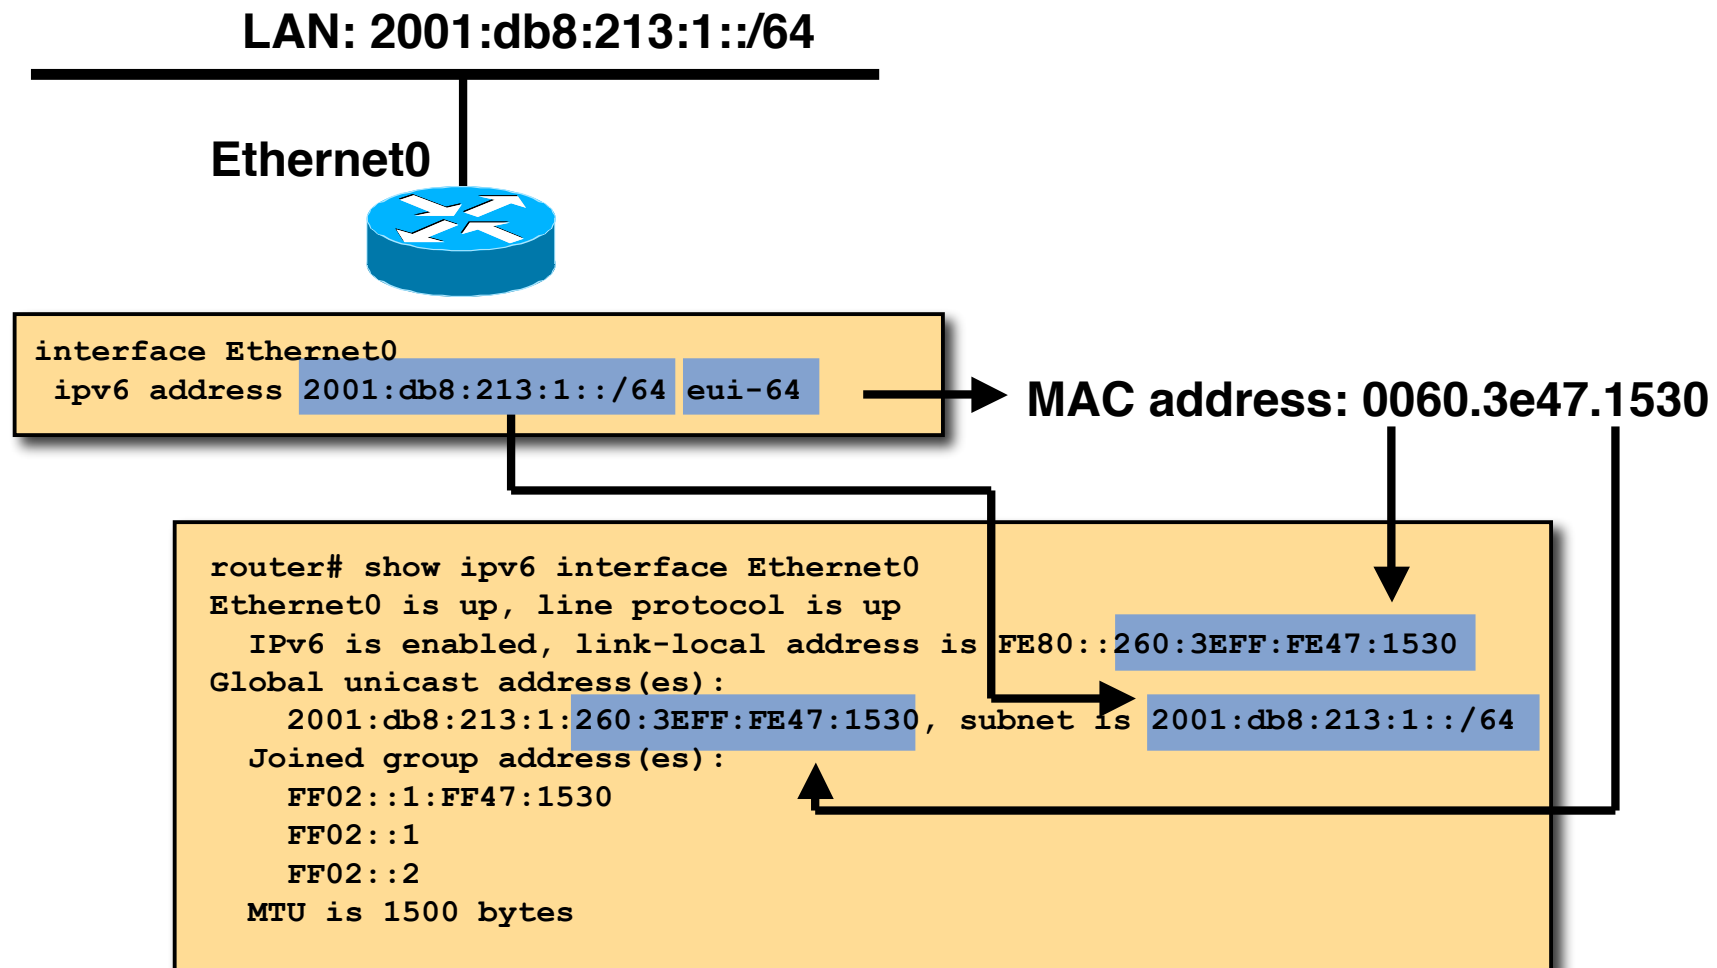 LAN: 2001:db8:213:1::/64
Ethernet0
interface Ethernet0
ipv6 address 2001:db8:213:1::/64 eui-64
MAC address: 0060.3e47.1530
router# show ipv6 interface Ethernet0
Ethernet0 is up, line protocol is up
IPv6 is enabled, link-local address is FE80::260:3EFF:FE47:1530
Global unicast address(es):
2001:db8:213:1:260:3EFF:FE47:1530, subnet is 2001:db8:213:1::/64
Joined group address(es):
FF02::1:FF47:1530
FF02::1
FF02::2
MTU is 1500 bytes